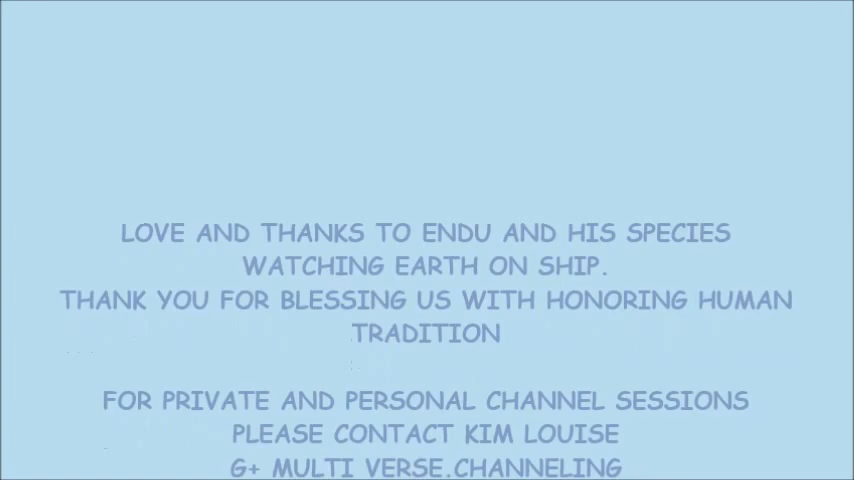 LOVE AND THANKS TO ENDU AND HIS SPECIES
WATCHING EARTH ON SHIP.
THANK YOU FOR BLESSING US WITH HONORING HUMAN
TRADITION
FOR PRIVATE AND PERSONAL CHANNEL SESSIONS
PLEASE CONTACT KIM LOUISE
G+ MULTI VERSE.CHANNELING